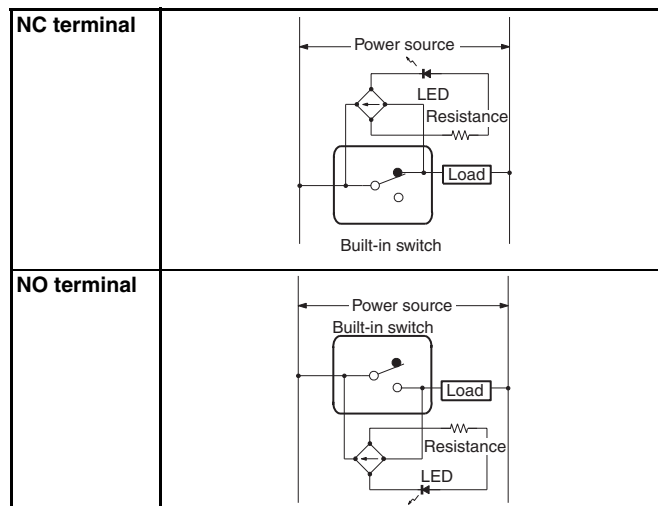 NC terminal
Power source
LED
Resistance
Load
Built-in switch
NO terminal
Power source
Built-in switch
Load
Resistance
LED